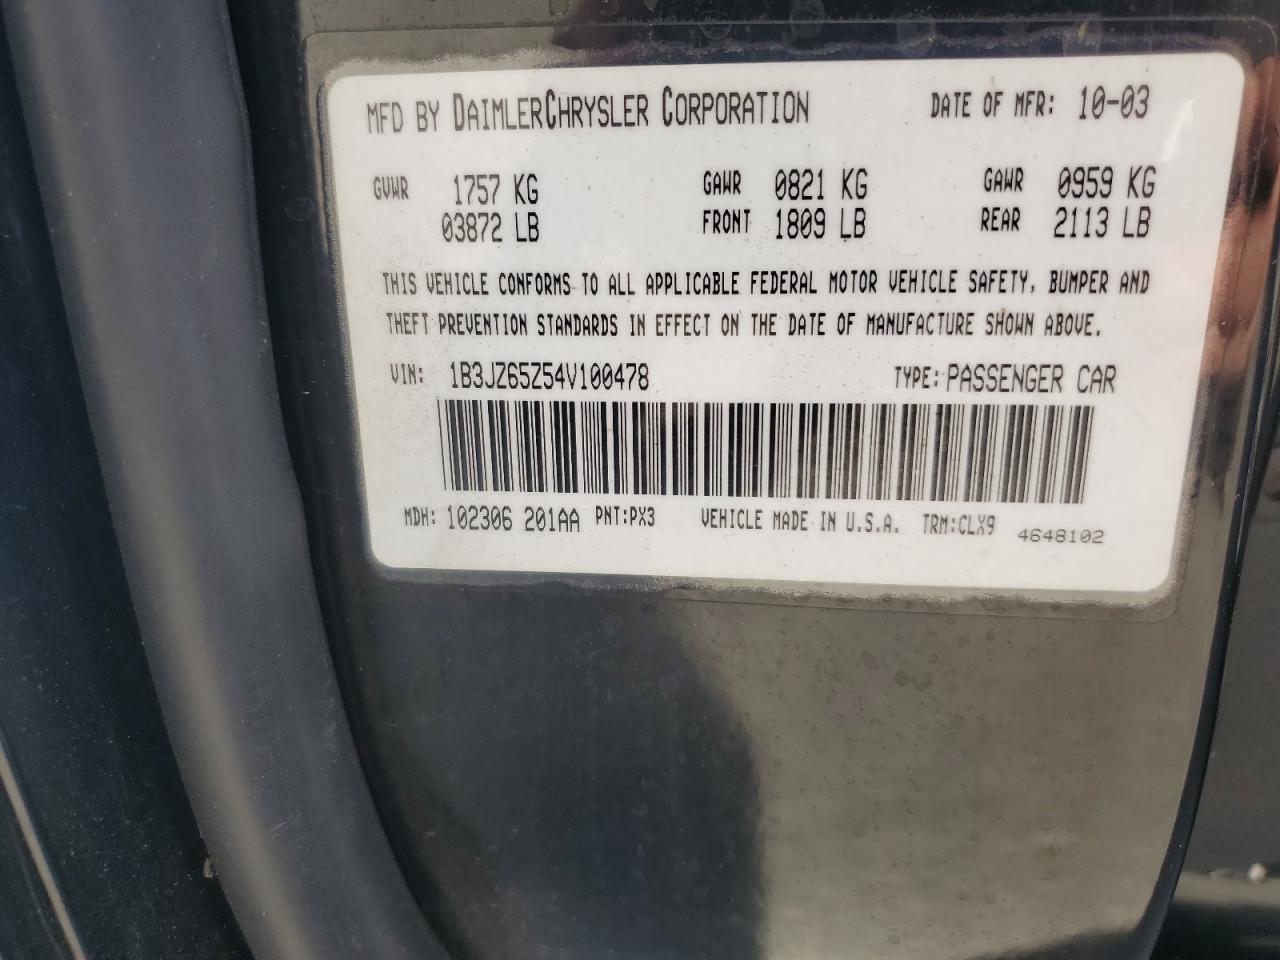 MFD BY DAIMLERCHRYSLER CORPORATION DATE OF MFR: 10-03
GVWR 1757 KG GAWR 0821 KG GAWR 0959 KG
03872 LB FRONT 1809 LB REAR 2113 LB
THIS VEHICLE CONFORMS TO ALL APPLICABLE FEDERAL MOTOR VEHICLE SAFETY, BUMPER AND
THEFT PREVENTION STANDARDS IN EFFECT ON THE DATE OF MANUFACTURE SHOWN ABOVE.
VIN: 1B3JZ65Z54V100478 TYPE: PASSENGER CAR
MDH: 102306 201AA PNT:PX3 VEHICLE MADE IN U.S.A. TRM:CLX9 4648102